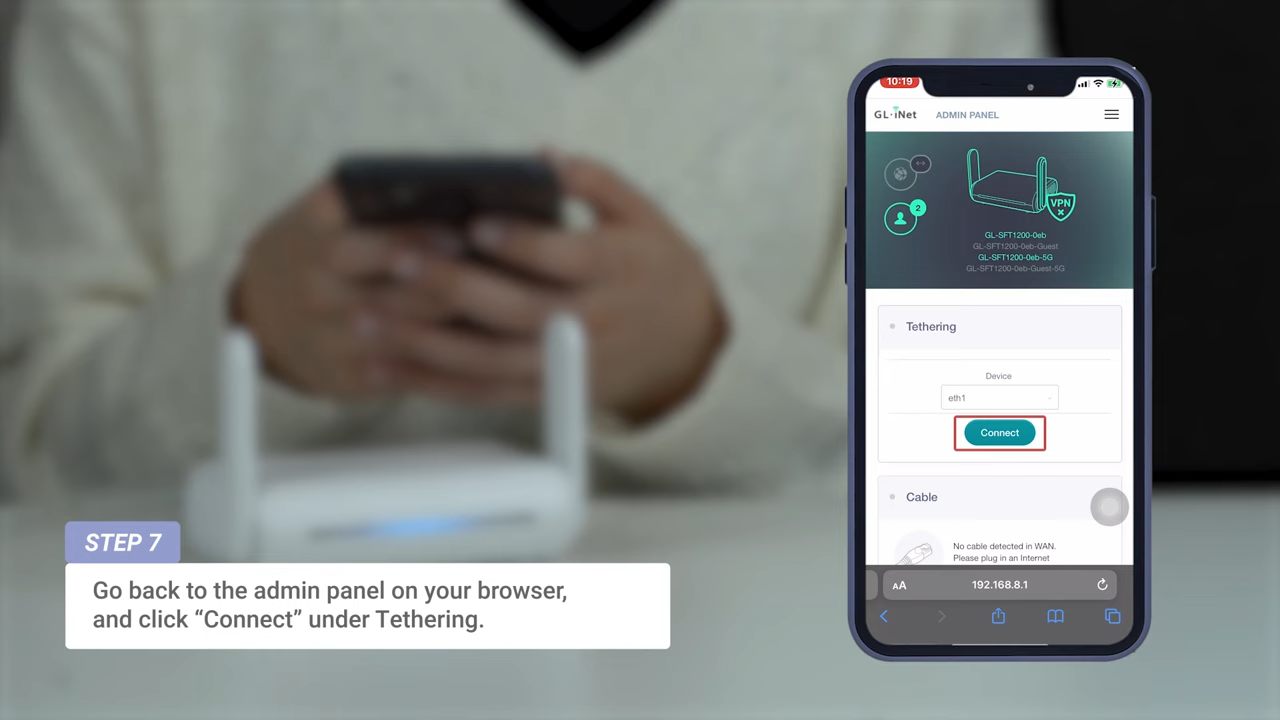 10:19
GL·iNet ADMIN PANEL
2
VPN
x
GL-SFT1200-0eb
GL-SFT1200-0eb-Guest
GL-SFT1200-0eb-5G
GL-SFT1200-0eb-Guest-5G
Tethering
Device
eth1
Connect
Cable
No cable detected in WAN.
Please plug in an Internet
AA 192.168.8.1
STEP 7
Go back to the admin panel on your browser,
and click “Connect” under Tethering.